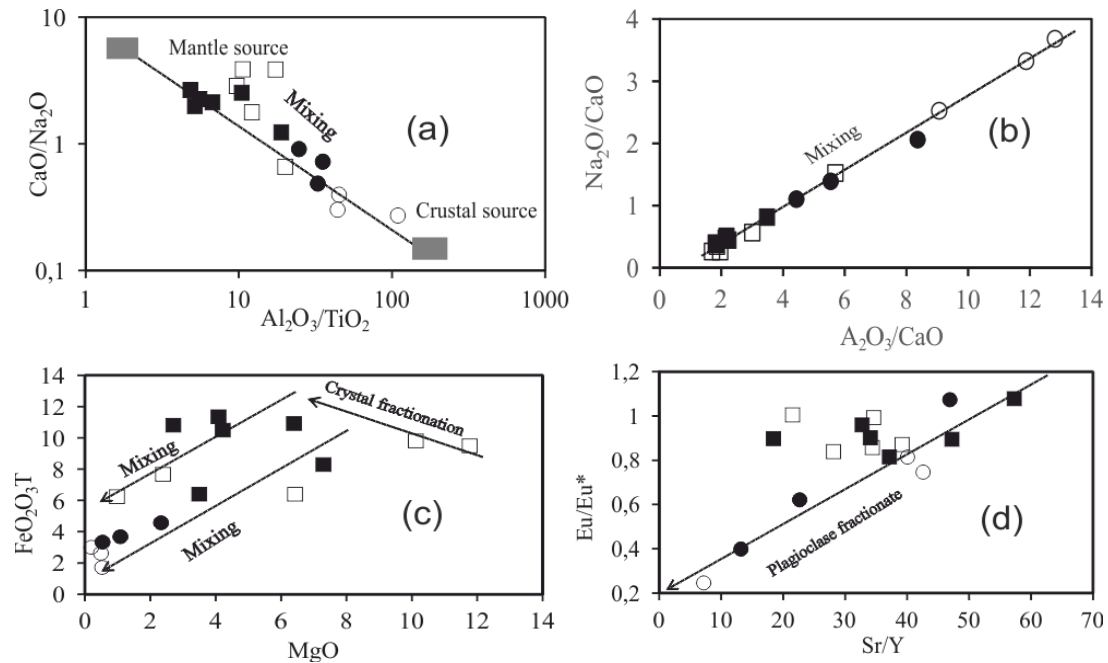 10
Mantle source
Mixing
(a)
1
CaO/Na₂O
Crustal source
0,1
1 10 100 1000
Al₂O₃/TiO₂
4
3
(b)
Mixing
2
Na₂O/CaO
1
0
0 2 4 6 8 10 12 14
A₂O₃/CaO
14
Crystal fractionation
12
10
Mixing
8
(c)
6
FeO₂O₃T
Mixing
4
2
0
0 2 4 6 8 10 12 14
MgO
1,2
1
0,8
(d)
Eu/Eu*
0,6
Plagioclase fractionate
0,4
0,2
0 10 20 30 40 50 60 70
Sr/Y